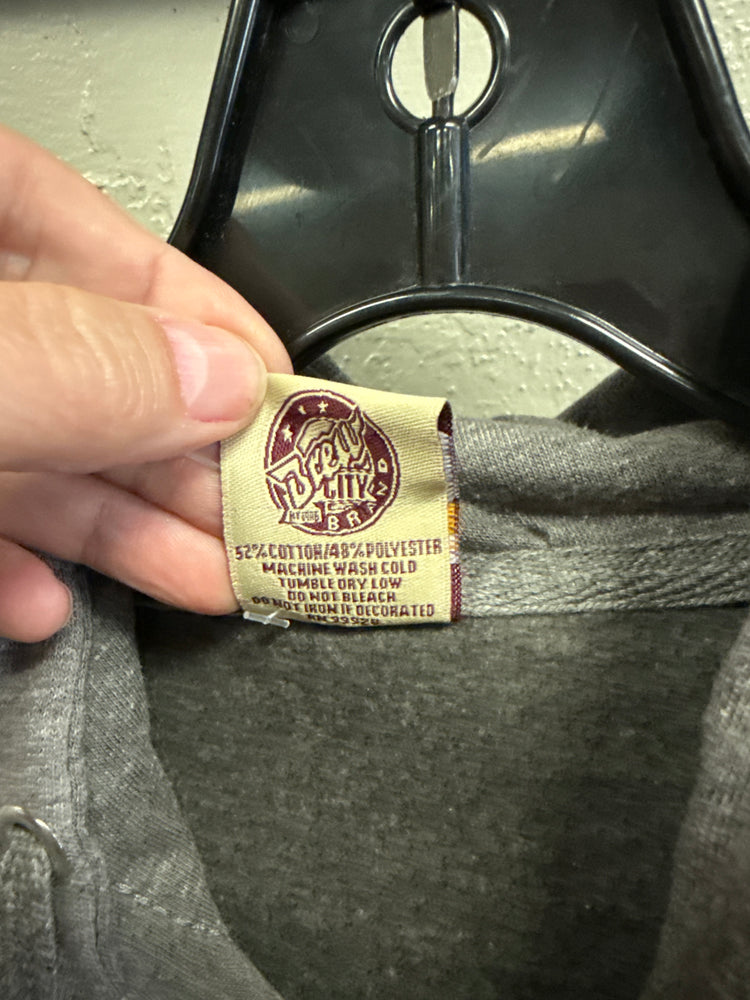 Brew
CITY
BRAND
52% COTTON/48% POLYESTER
MACHINE WASH COLD
TUMBLE DRY LOW
DO NOT BLEACH
DO NOT IRON IF DECORATED